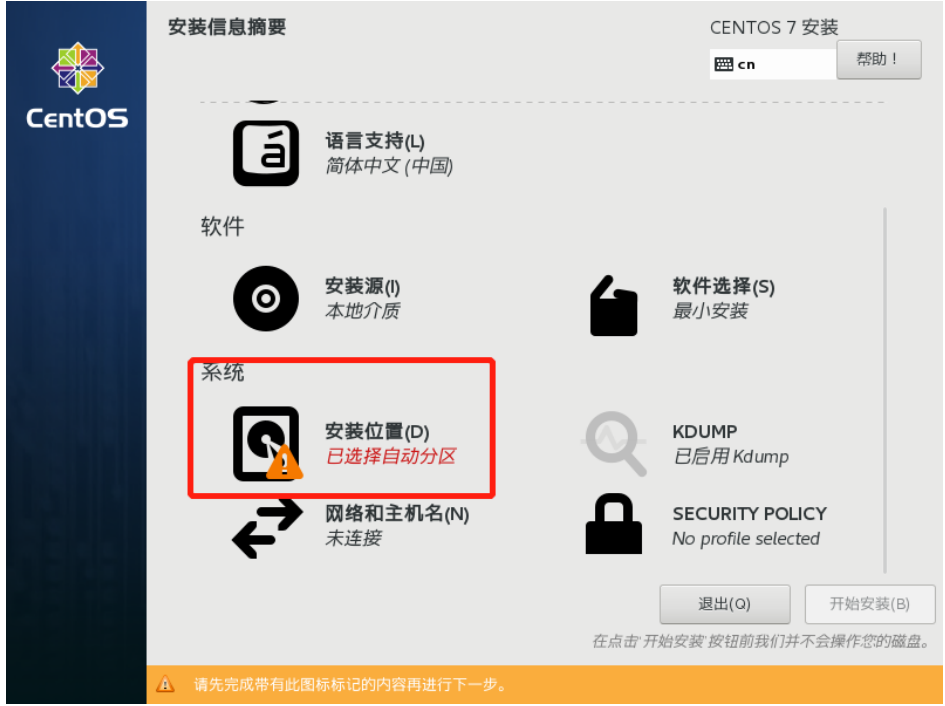 安装信息摘要
CENTOS 7 安装
cn
帮助！
CentOS
á
语言支持(L)
简体中文 (中国)
软件
安装源(I)
本地介质
软件选择(S)
最小安装
系统
安装位置(D)
已选择自动分区
KDUMP
已启用 Kdump
网络和主机名(N)
未连接
SECURITY POLICY
No profile selected
退出(Q)
开始安装(B)
在点击'开始安装'按钮前我们并不会操作您的磁盘。
请先完成带有此图标标记的内容再进行下一步。